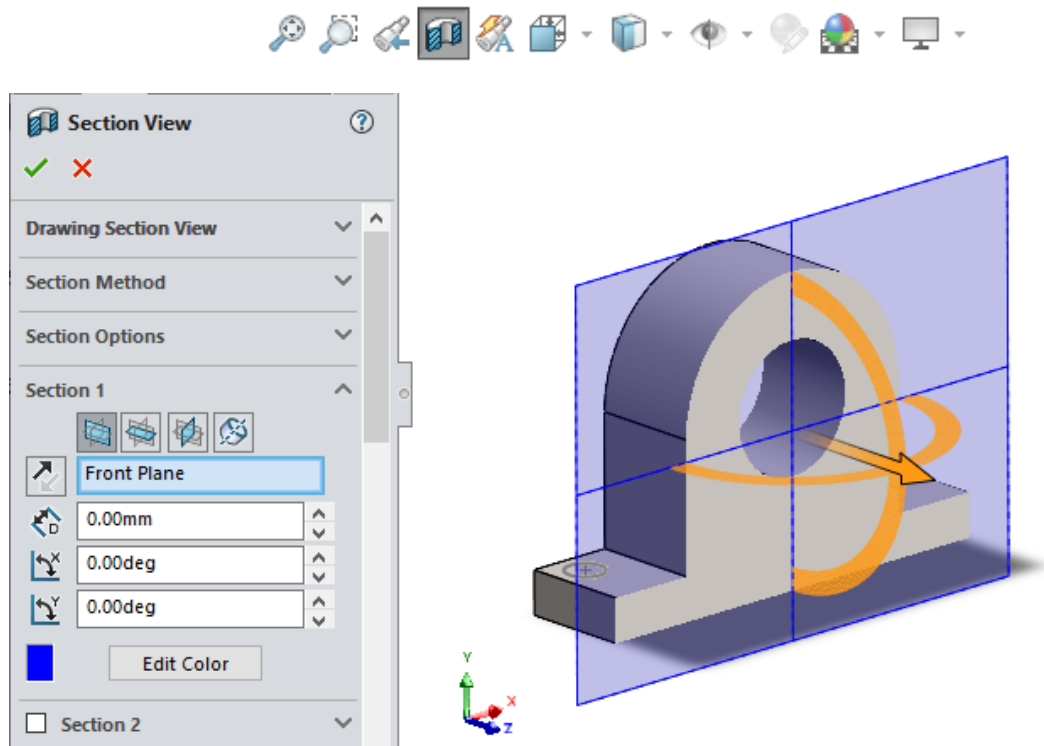 A
Section View
?
Drawing Section View
Section Method
Section Options
Section 1
Front Plane
D
0.00mm
X
0.00deg
Y
0.00deg
Edit Color
Section 2
Y
X
Z